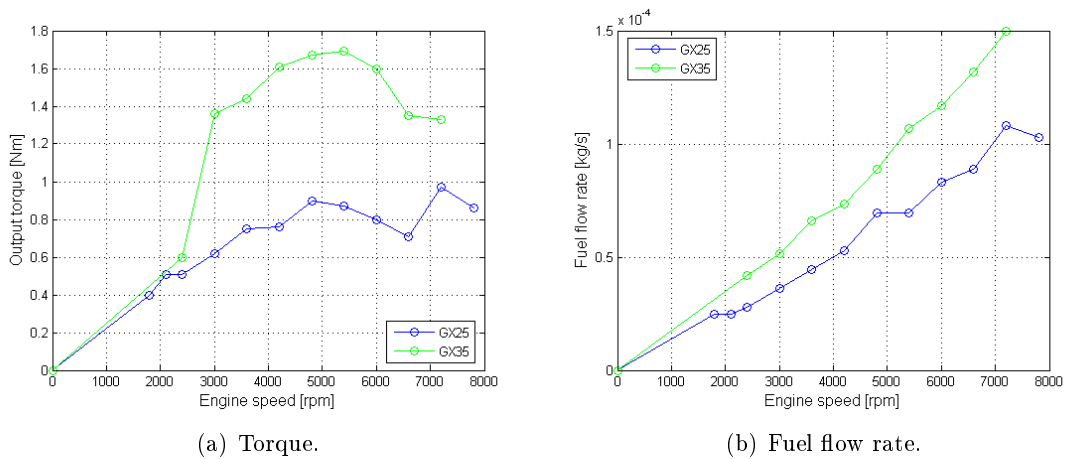 1.8
1.6
1.4
1.2
1
0.8
0.6
0.4
0.2
0
Output torque [Nm]
0 1000 2000 3000 4000 5000 6000 7000 8000
Engine speed [rpm]
GX25
GX35
(a) Torque.
x 10⁻⁴
1.5
1
0.5
0
Fuel flow rate [kg/s]
0 1000 2000 3000 4000 5000 6000 7000 8000
Engine speed [rpm]
GX25
GX35
(b) Fuel flow rate.